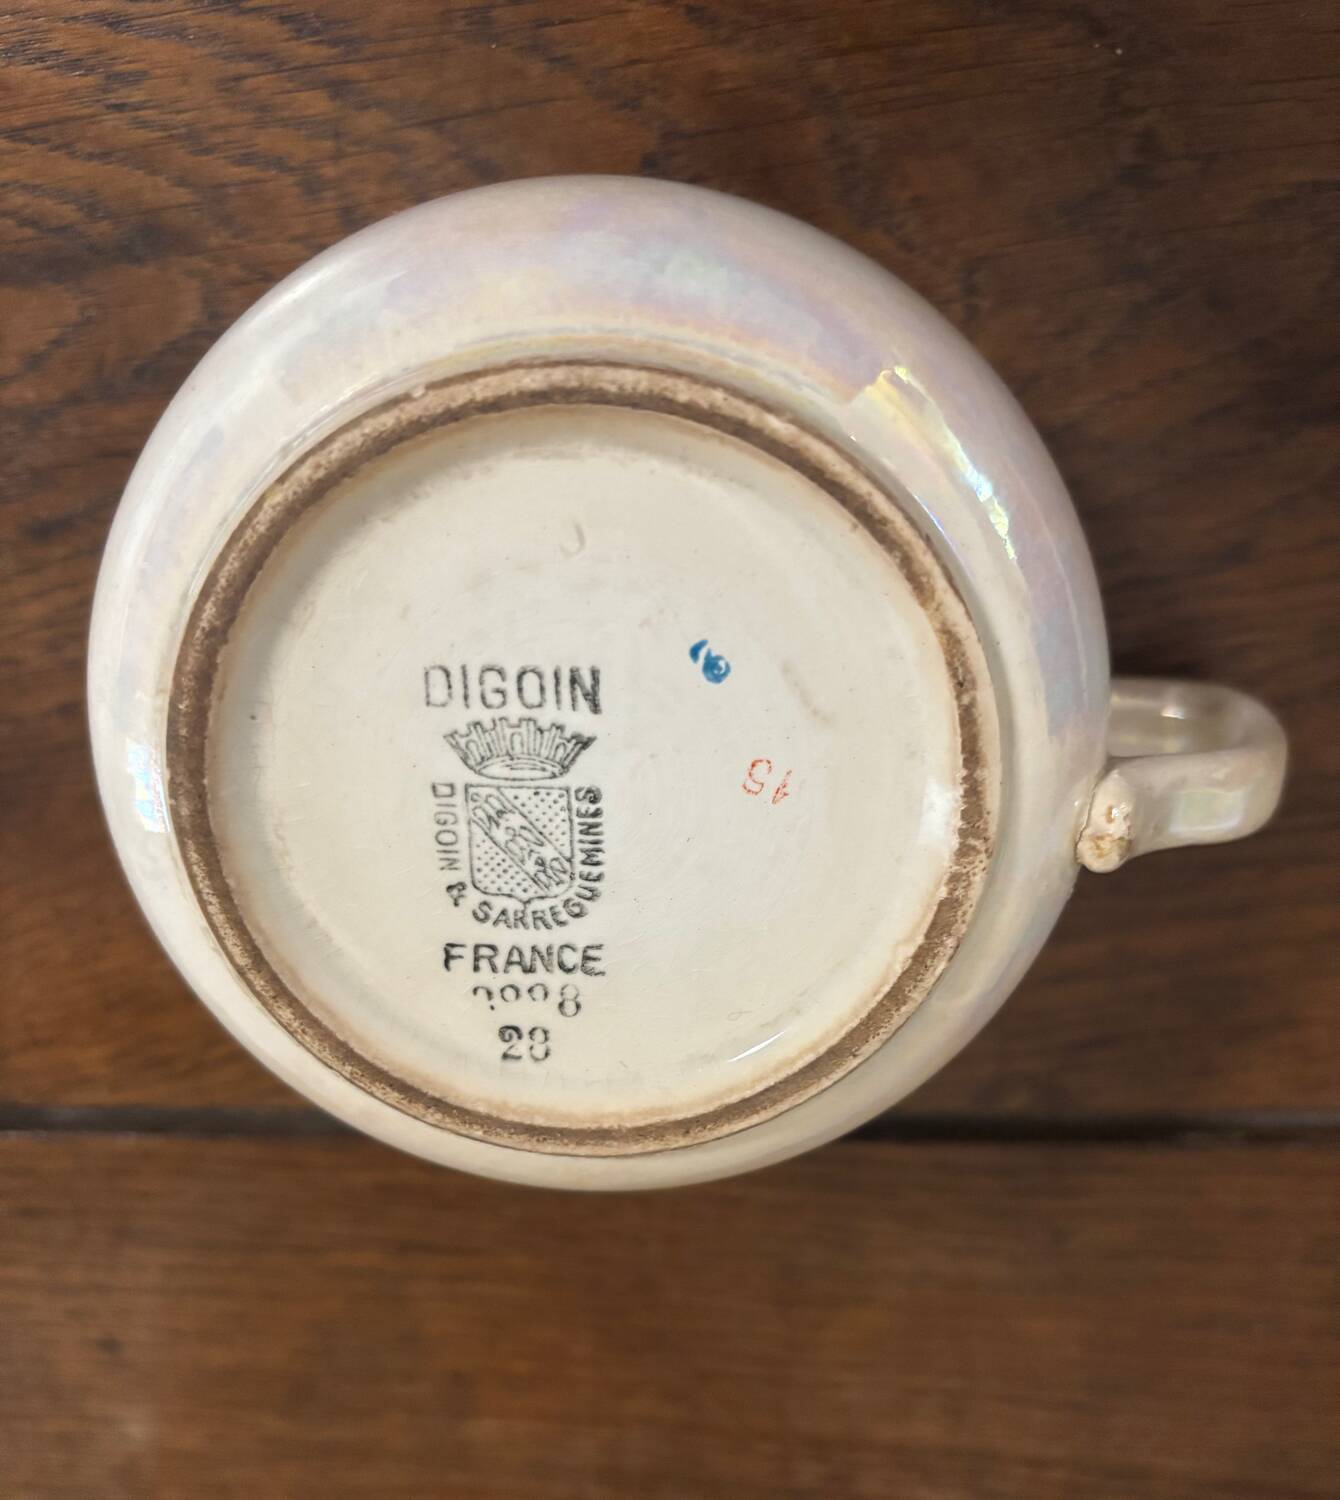 DIGOIN
DIGOIN & SARREGUEMINES
FRANCE
28